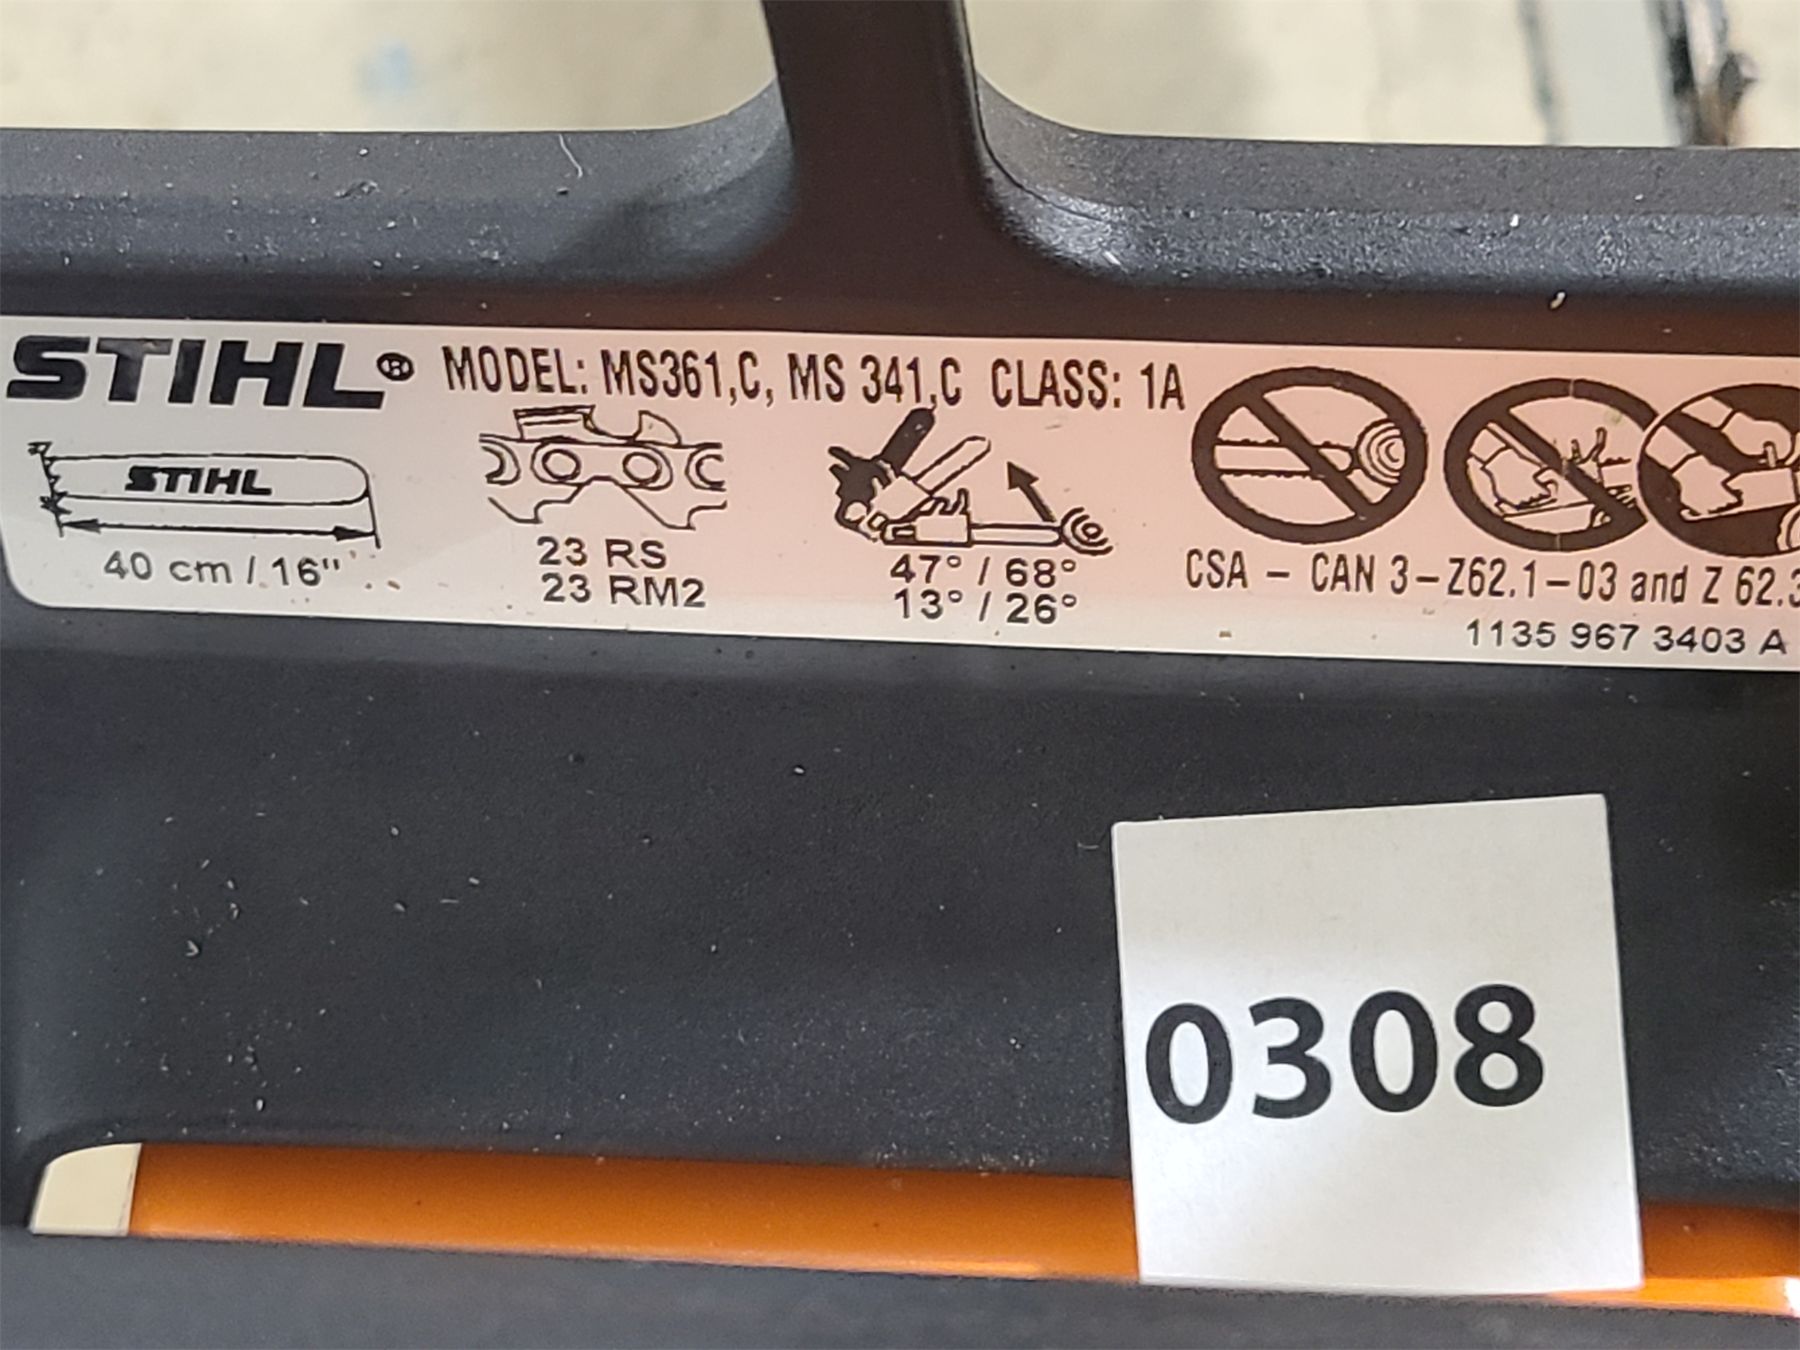 STIHL® MODEL: MS361,C, MS 341,C CLASS: 1A
STIHL
40 cm / 16"
23 RS
23 RM2
47° / 68°
13° / 26°
CSA – CAN 3–Z62.1–03 and Z 62.3
1135 967 3403 A
0308